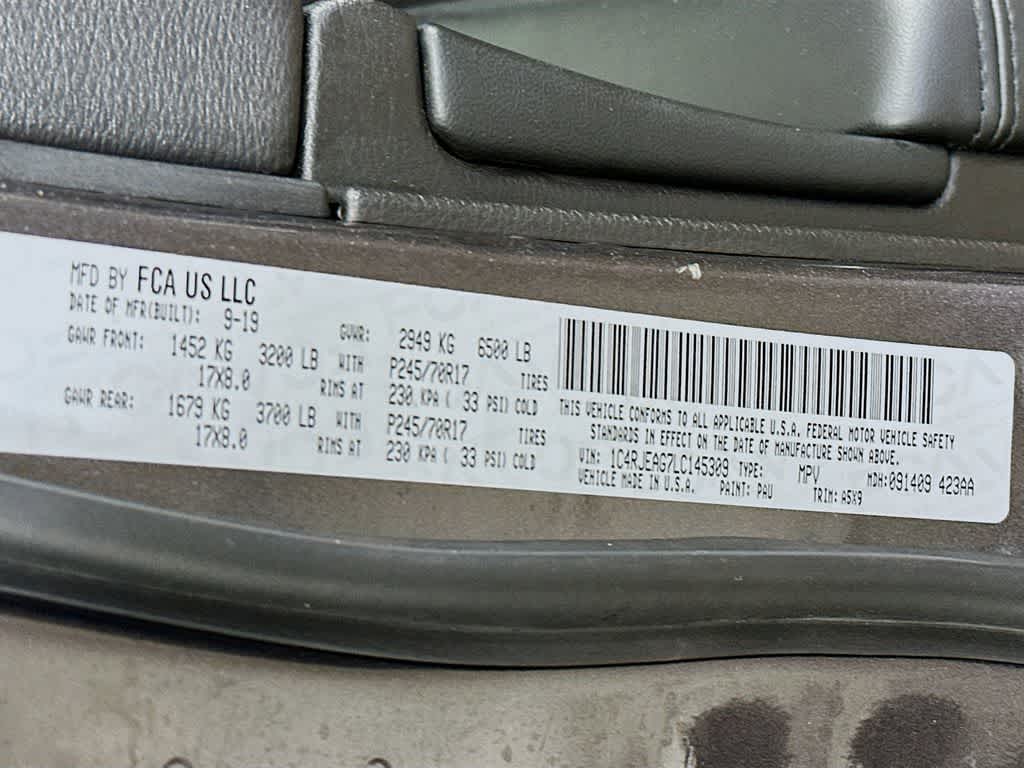 MFD BY FCA US LLC
DATE OF MFR(BUILT): 9-19 GVWR: 2949 KG 6500 LB
GAWR FRONT: 1452 KG 3200 LB WITH P245/70R17 TIRES
17X8.0 RIMS AT 230 KPA ( 33 PSI) COLD
GAWR REAR: 1679 KG 3700 LB WITH P245/70R17 TIRES
17X8.0 RIMS AT 230 KPA ( 33 PSI) COLD
THIS VEHICLE CONFORMS TO ALL APPLICABLE U.S.A. FEDERAL MOTOR VEHICLE SAFETY
STANDARDS IN EFFECT ON THE DATE OF MANUFACTURE SHOWN ABOVE.
VIN: 1C4RJEAG7LC145309 TYPE: MPV MDH:091409 423AA
VEHICLE MADE IN U.S.A. PAINT: PAU TRIM: A5X9